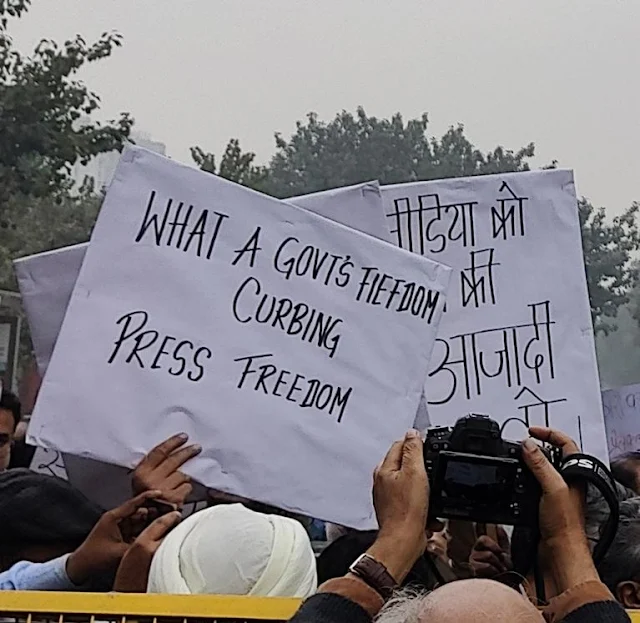 WHAT A GOVT'S FIEFDOM
CURBING
PRESS FREEDOM
मीडिया को
की
आजादी